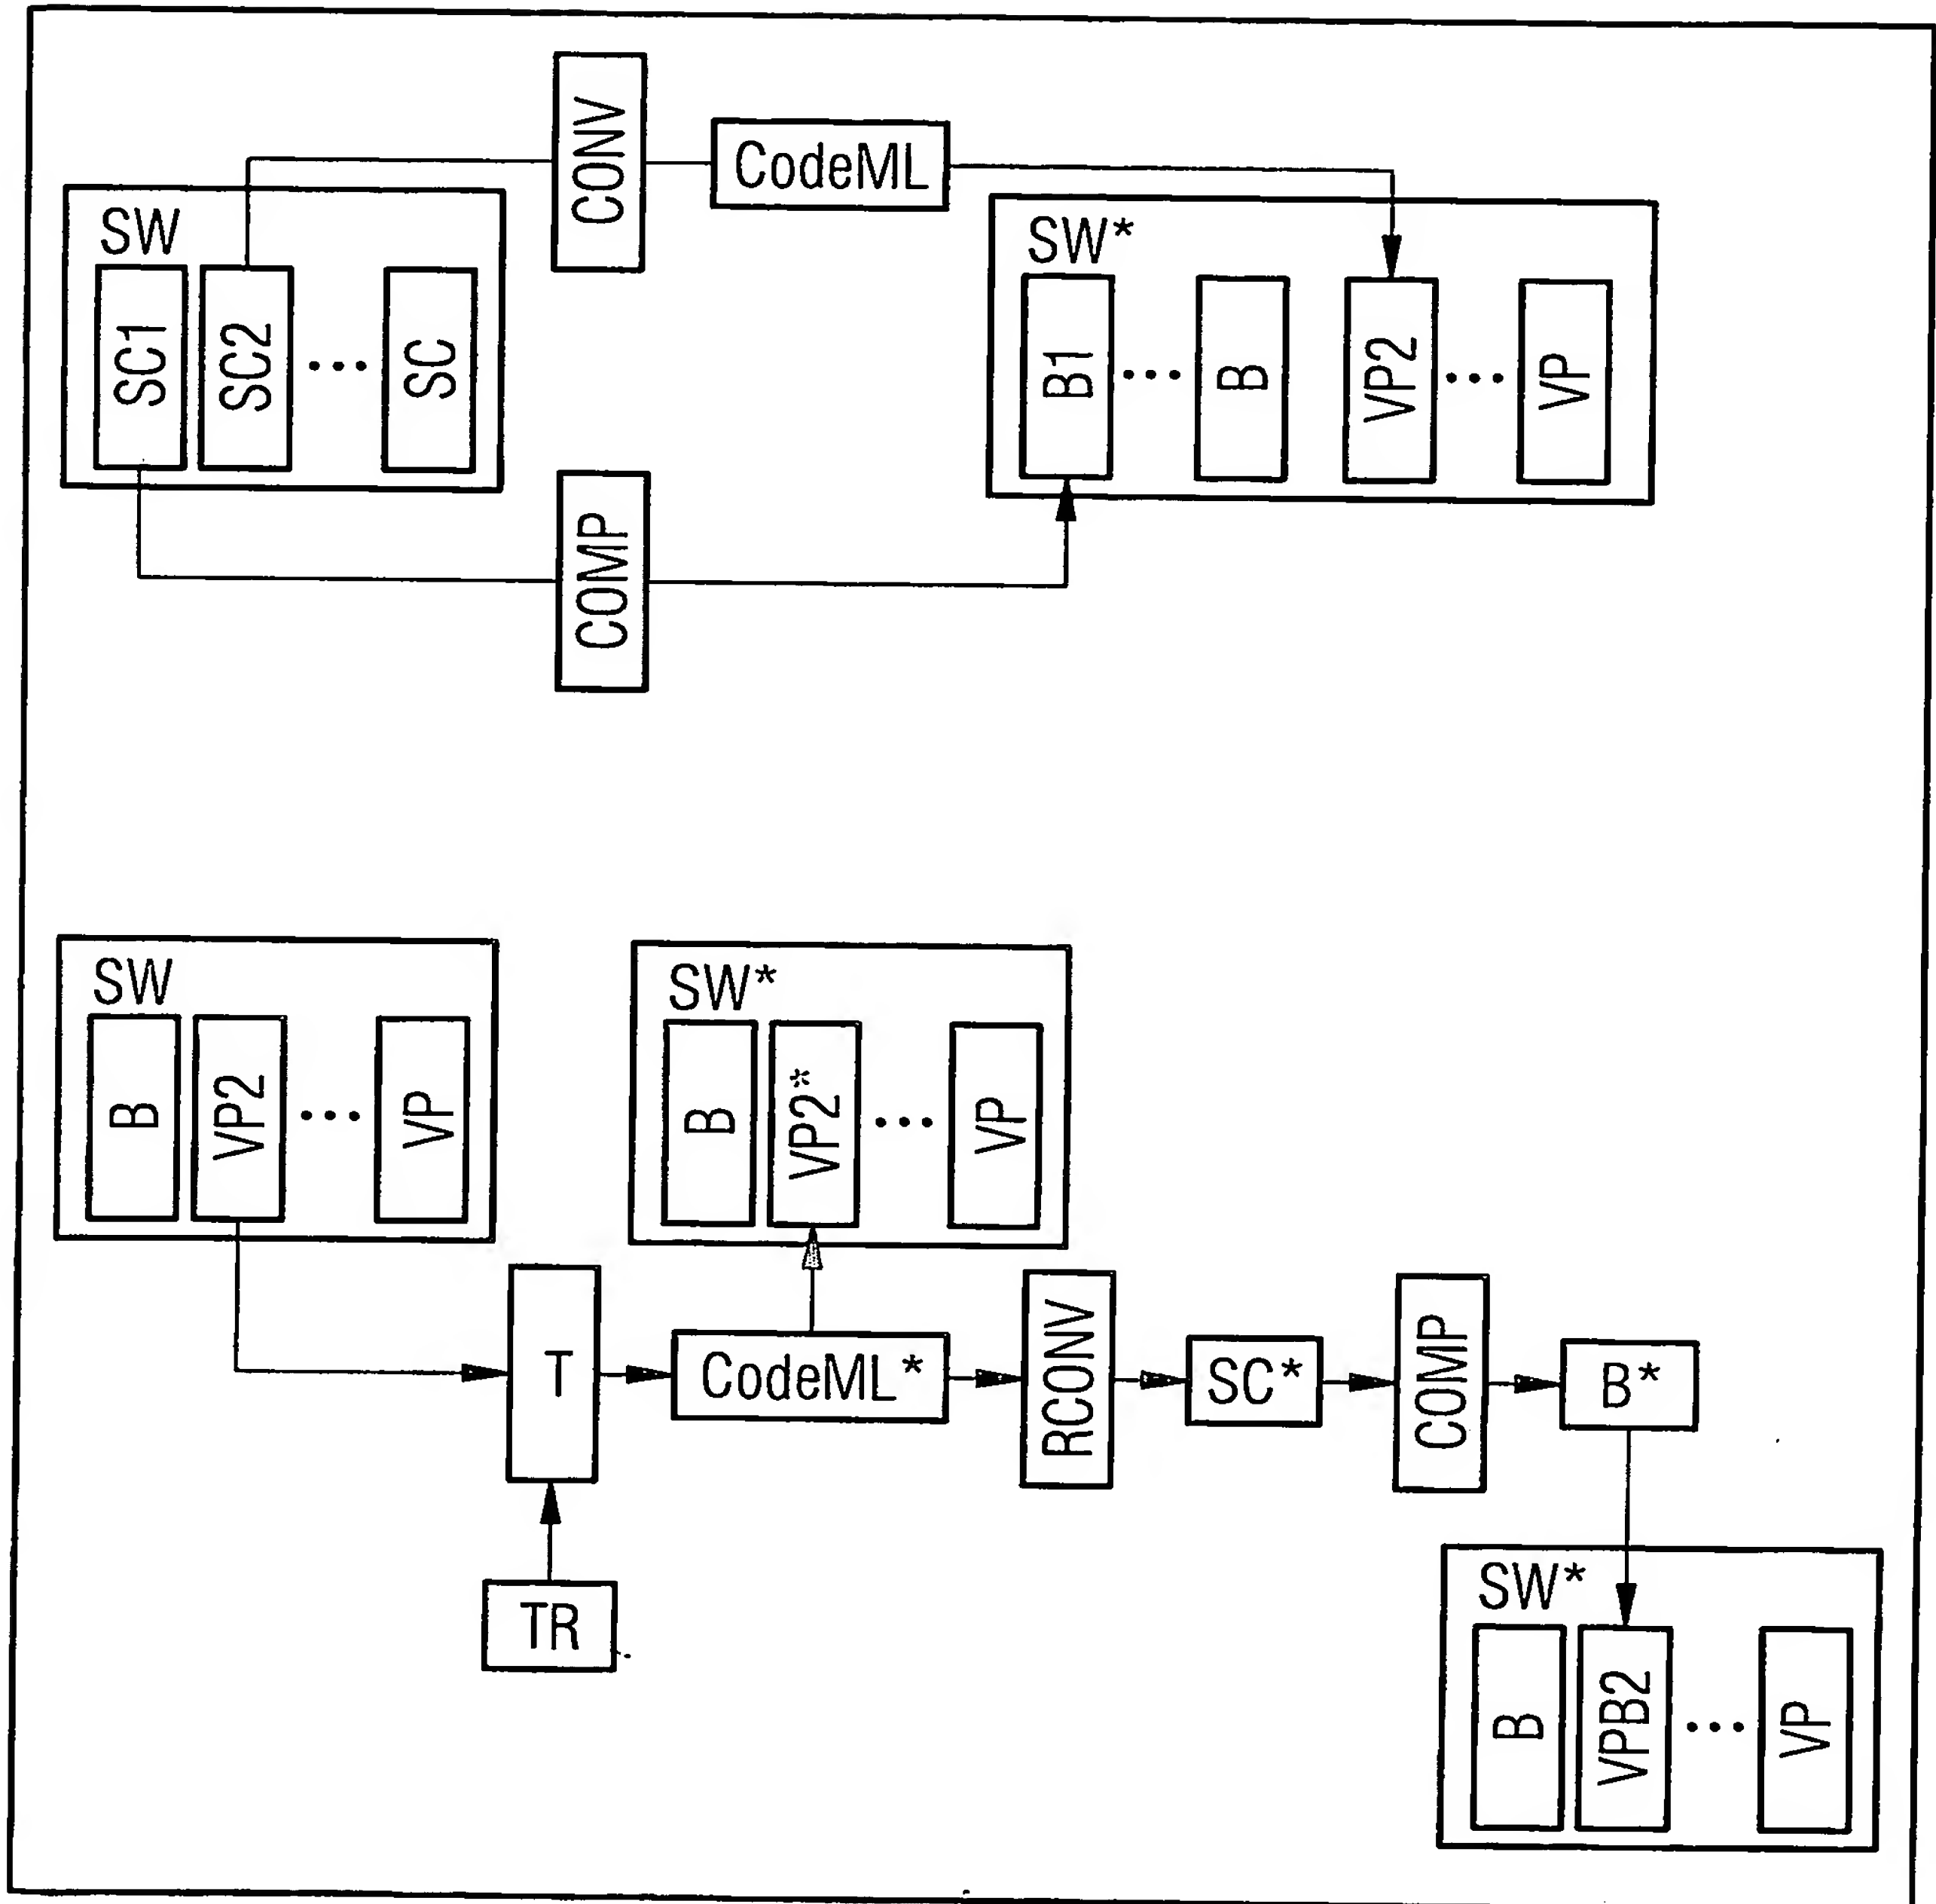 CONV
CodeML
SW
SC1
SC2
...
SC
SW*
B1
...
B
VP2
...
VP
COMP
SW
B
VP2
...
VP
SW*
B
VP2*
...
VP
T
CodeML*
RCONV
SC*
COMP
B*
TR
SW*
B
VPB2
...
VP